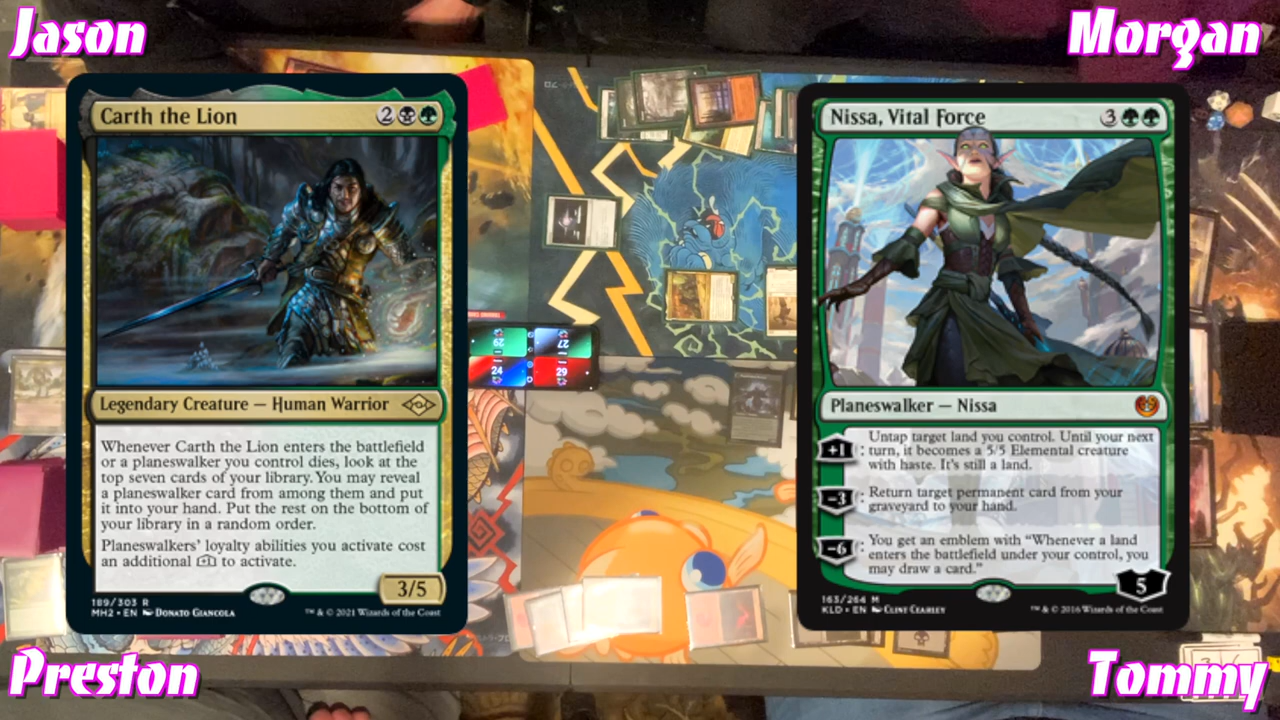 Jason
Morgan
Carth the Lion 2
Legendary Creature — Human Warrior
Whenever Carth the Lion enters the battlefield
or a planeswalker you control dies, look at the
top seven cards of your library. You may reveal
a planeswalker card from among them and put
it into your hand. Put the rest on the bottom of
your library in a random order.
Planeswalkers' loyalty abilities you activate cost
an additional +1 to activate.
3/5
189/303 R
MH2 • EN Donato Giancola
™ & © 2021 Wizards of the Coast
29
27
24
29
Nissa, Vital Force 3
Planeswalker — Nissa
+1 : Untap target land you control. Until your next
turn, it becomes a 5/5 Elemental creature
with haste. It's still a land.
-3 : Return target permanent card from your
graveyard to your hand.
-6 : You get an emblem with "Whenever a land
enters the battlefield under your control, you
may draw a card."
5
163/264 M
KLD • EN Clint Cearley
™ & © 2016 Wizards of the Coast
Preston
Tommy